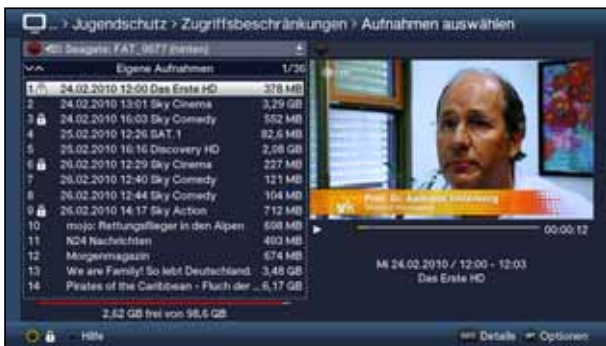 ... > Jugendschutz > Zugriffsbeschränkungen > Aufnahmen auswählen
Seagate: FAT_0677 (hinten)
Eigene Aufnahmen 1/36
1 24.02.2010 12:00 Das Erste HD 378 MB
2 24.02.2010 13:01 Sky Cinema 3,29 GB
3 24.02.2010 16:03 Sky Comedy 552 MB
4 25.02.2010 12:26 SAT.1 82,6 MB
5 25.02.2010 16:16 Discovery HD 2,08 GB
6 26.02.2010 12:29 Sky Cinema 227 MB
7 26.02.2010 12:40 Sky Comedy 121 MB
8 26.02.2010 12:44 Sky Comedy 104 MB
9 26.02.2010 14:17 Sky Action 712 MB
10 mojo: Rettungsflieger in den Alpen 698 MB
11 N24 Nachrichten 493 MB
12 Morgenmagazin 674 MB
13 We are Family! So lebt Deutschland. 3,48 GB
14 Pirates of the Caribbean - Fluch der ... 6,17 GB
2,62 GB frei von 98,6 GB
Prof. Dr.
00:00:12
Mi 24.02.2010 / 12:00 - 12:03
Das Erste HD
Hilfe
Details
Optionen